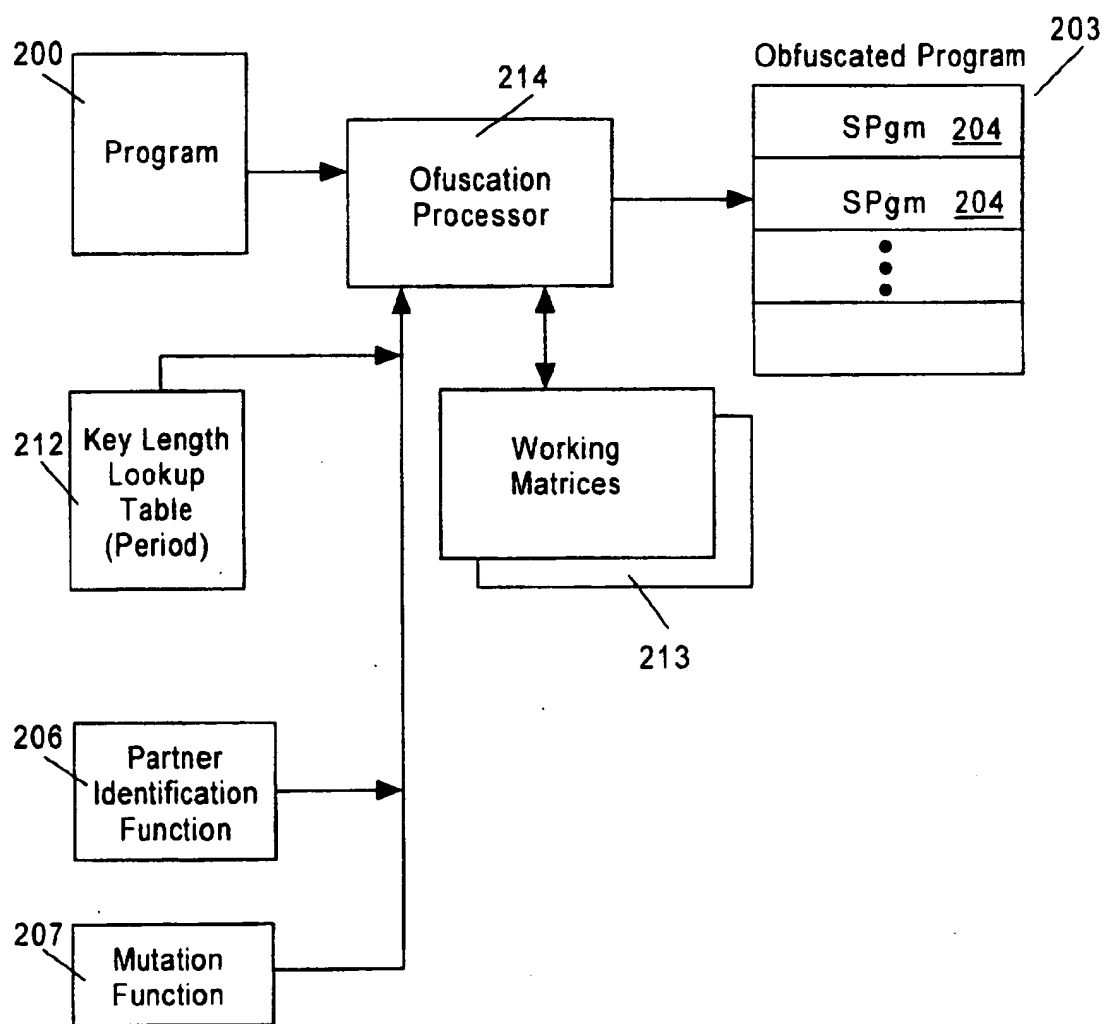 203
200
Obfuscated Program
214
SPgm 204
Program
Ofuscation
Processor
SPgm 204
212
Key Length
Lookup
Table
(Period)
Working
Matrices
213
206
Partner
Identification
Function
207
Mutation
Function